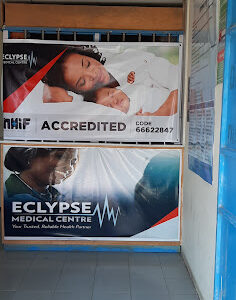 ECLYPSE
MEDICAL CENTRE
NHIF ACCREDITED CODE
66622847
ECLYPSE
MEDICAL CENTRE
Your Trusted, Reliable Health Partner